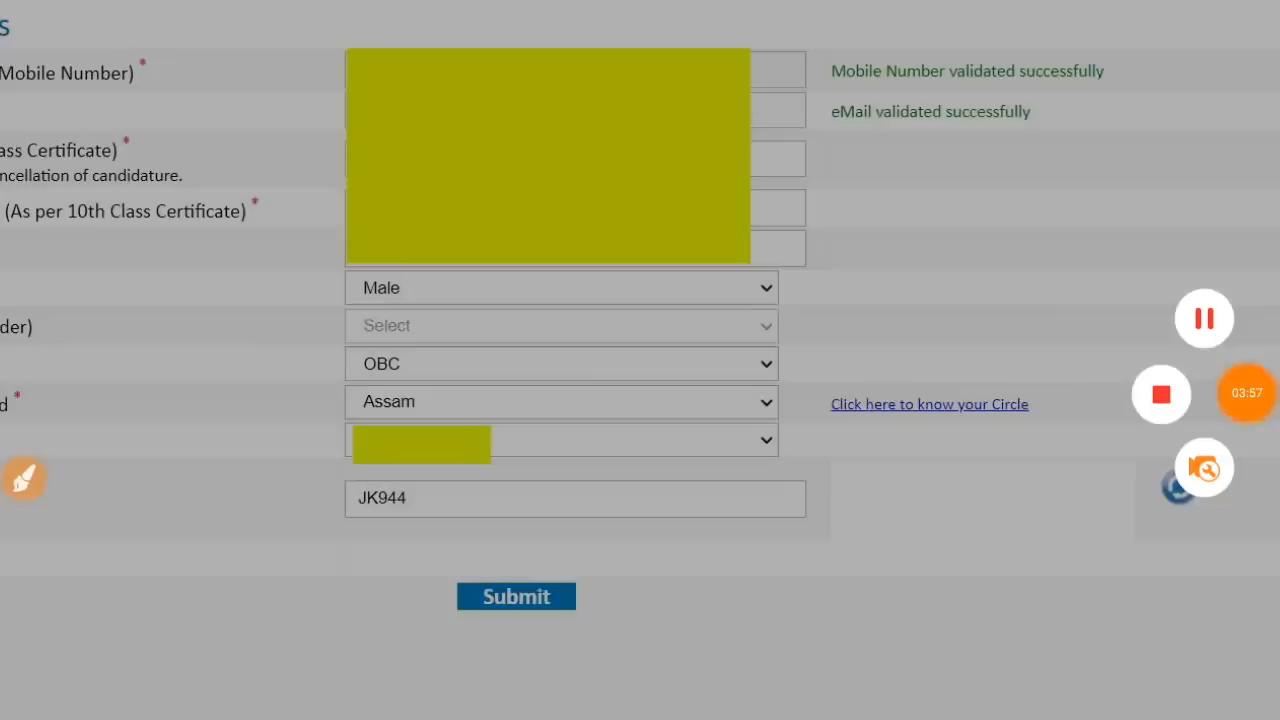 s
Mobile Number) *
Mobile Number validated successfully
eMail validated successfully
ass Certificate) *
ncellation of candidature.
(As per 10th Class Certificate) *
Male
der)
Select
OBC
d *
Assam
Click here to know your Circle
03:57
JK944
Submit